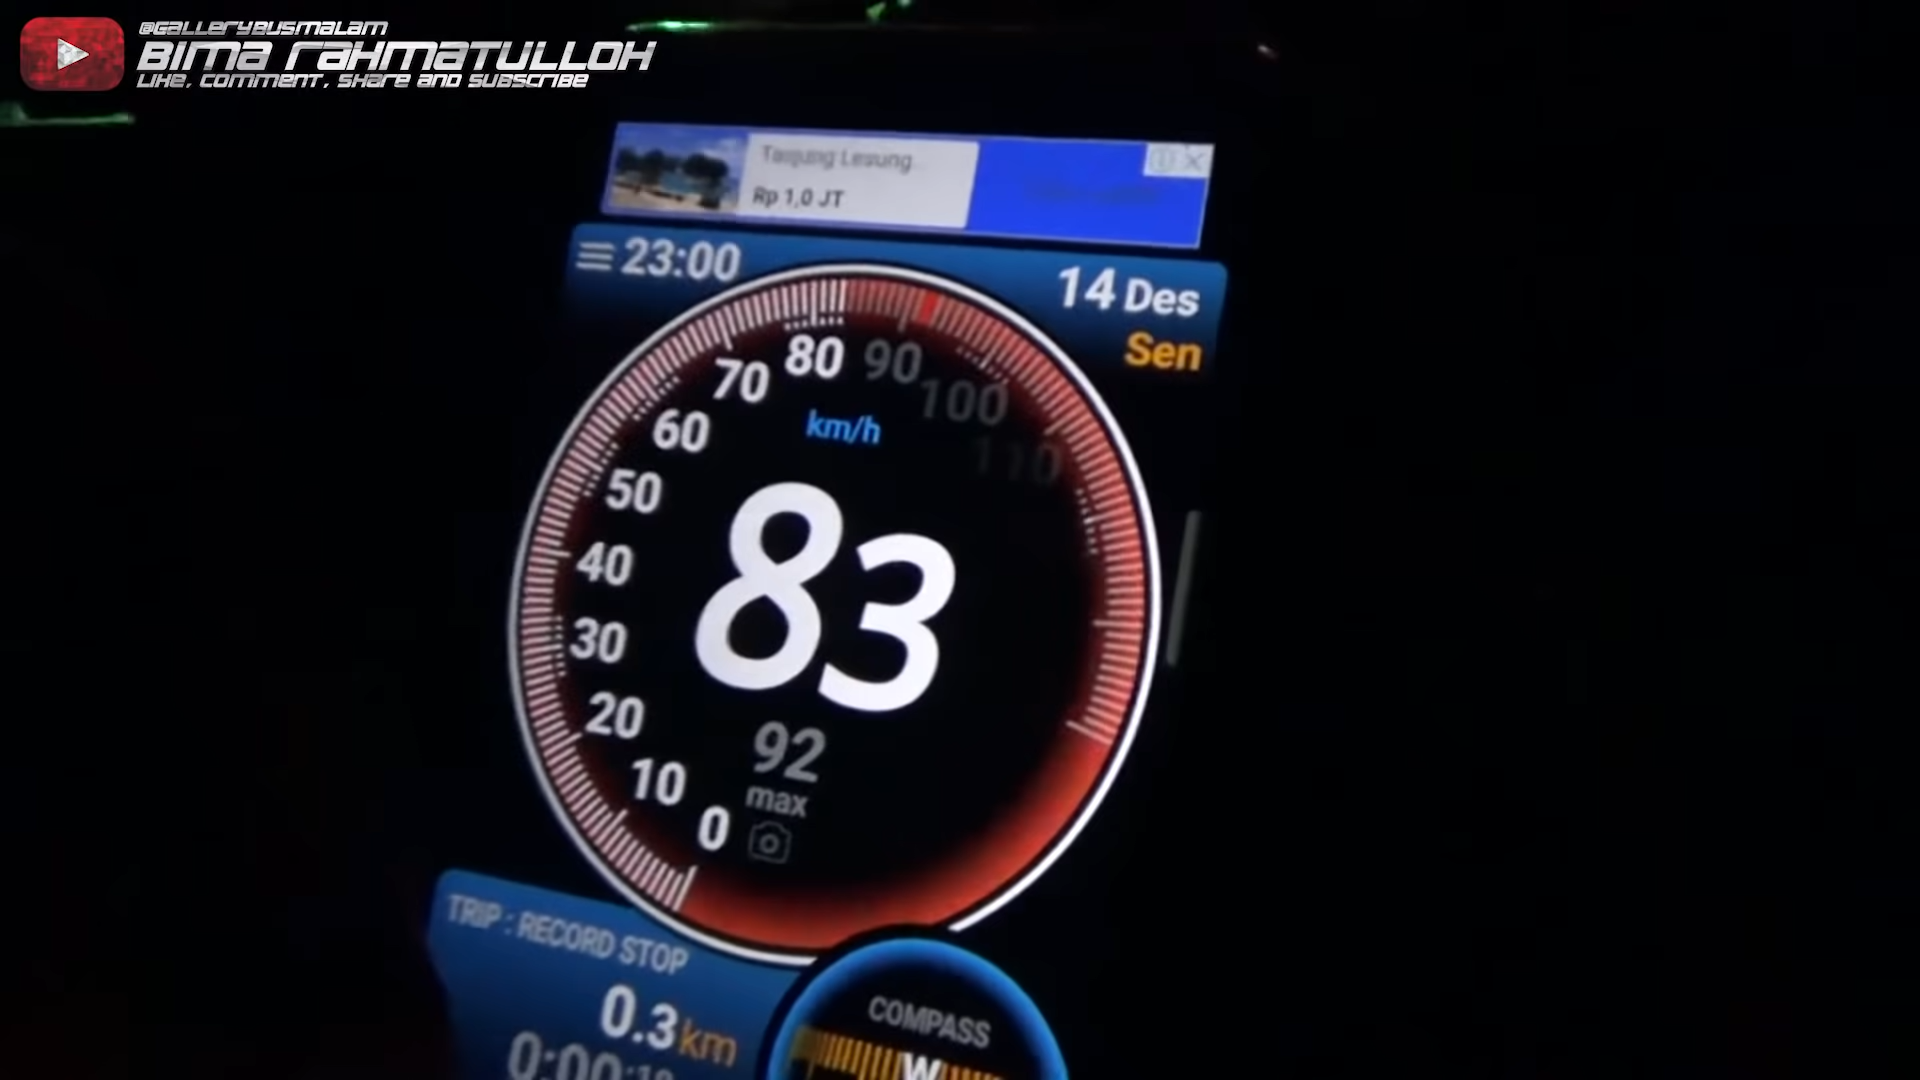 @GALLERYBUSMALAM
BIMA RAHMATULLOH
LIKE, COMMENT, SHARE AND SUBSCRIBE
Tanjung Lesung...
Rp 1,0 JT
23:00
14 Des
Sen
80
90
70
100
60
km/h
110
50
83
40
30
20
92
10
max
0
TRIP : RECORD STOP
0.3 km
COMPASS
W